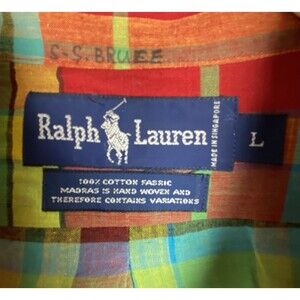 S-S. BRUEE
Ralph Lauren
MADE IN SINGAPORE
L
100% COTTON FABRIC
MADRAS IS HAND WOVEN AND
THEREFORE CONTAINS VARIATIONS